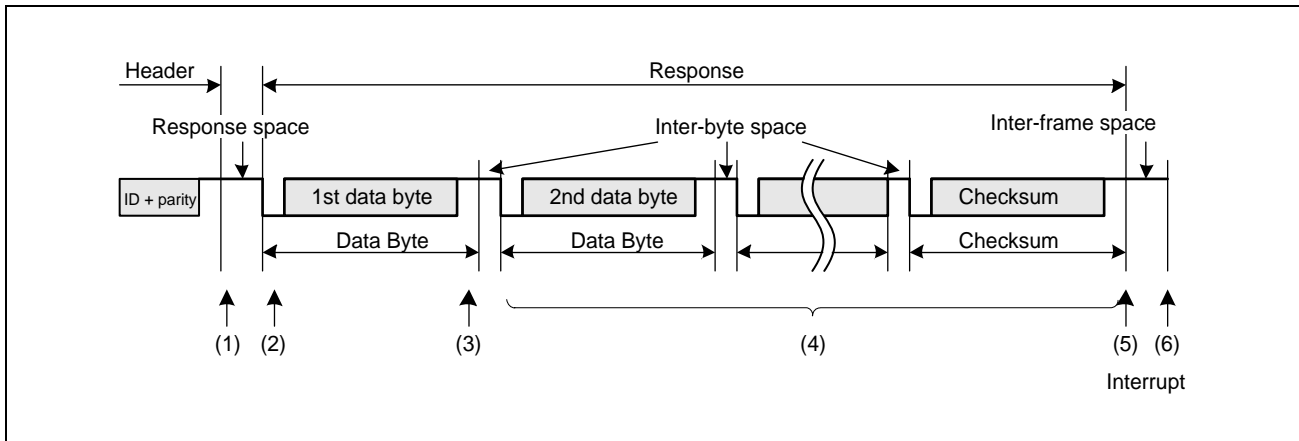 Header
Response
Response space
Inter-byte space
Inter-frame space
ID + parity
1st data byte
2nd data byte
Checksum
Data Byte
Data Byte
Checksum
(1)
(2)
(3)
(4)
(5)
(6)
Interrupt